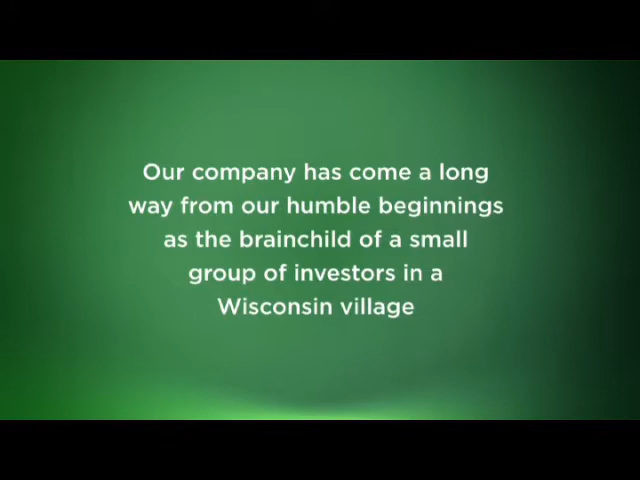 Our company has come a long
way from our humble beginnings
as the brainchild of a small
group of investors in a
Wisconsin village